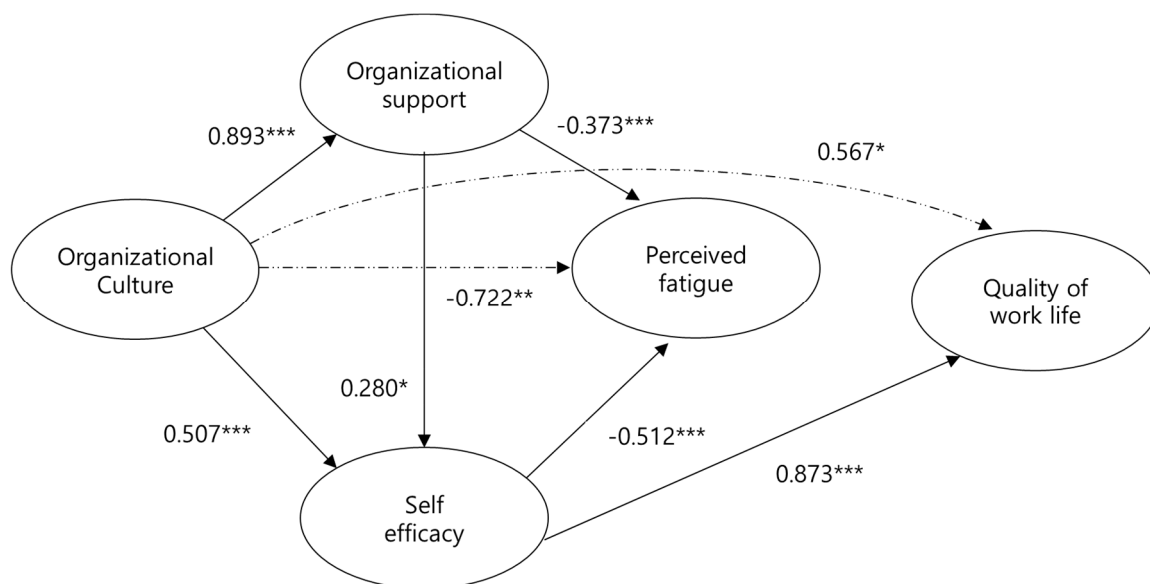 Organizational
support
0.893***
-0.373***
0.567*
Organizational
Culture
Perceived
fatigue
-0.722**
Quality of
work life
0.280*
0.507***
-0.512***
0.873***
Self
efficacy